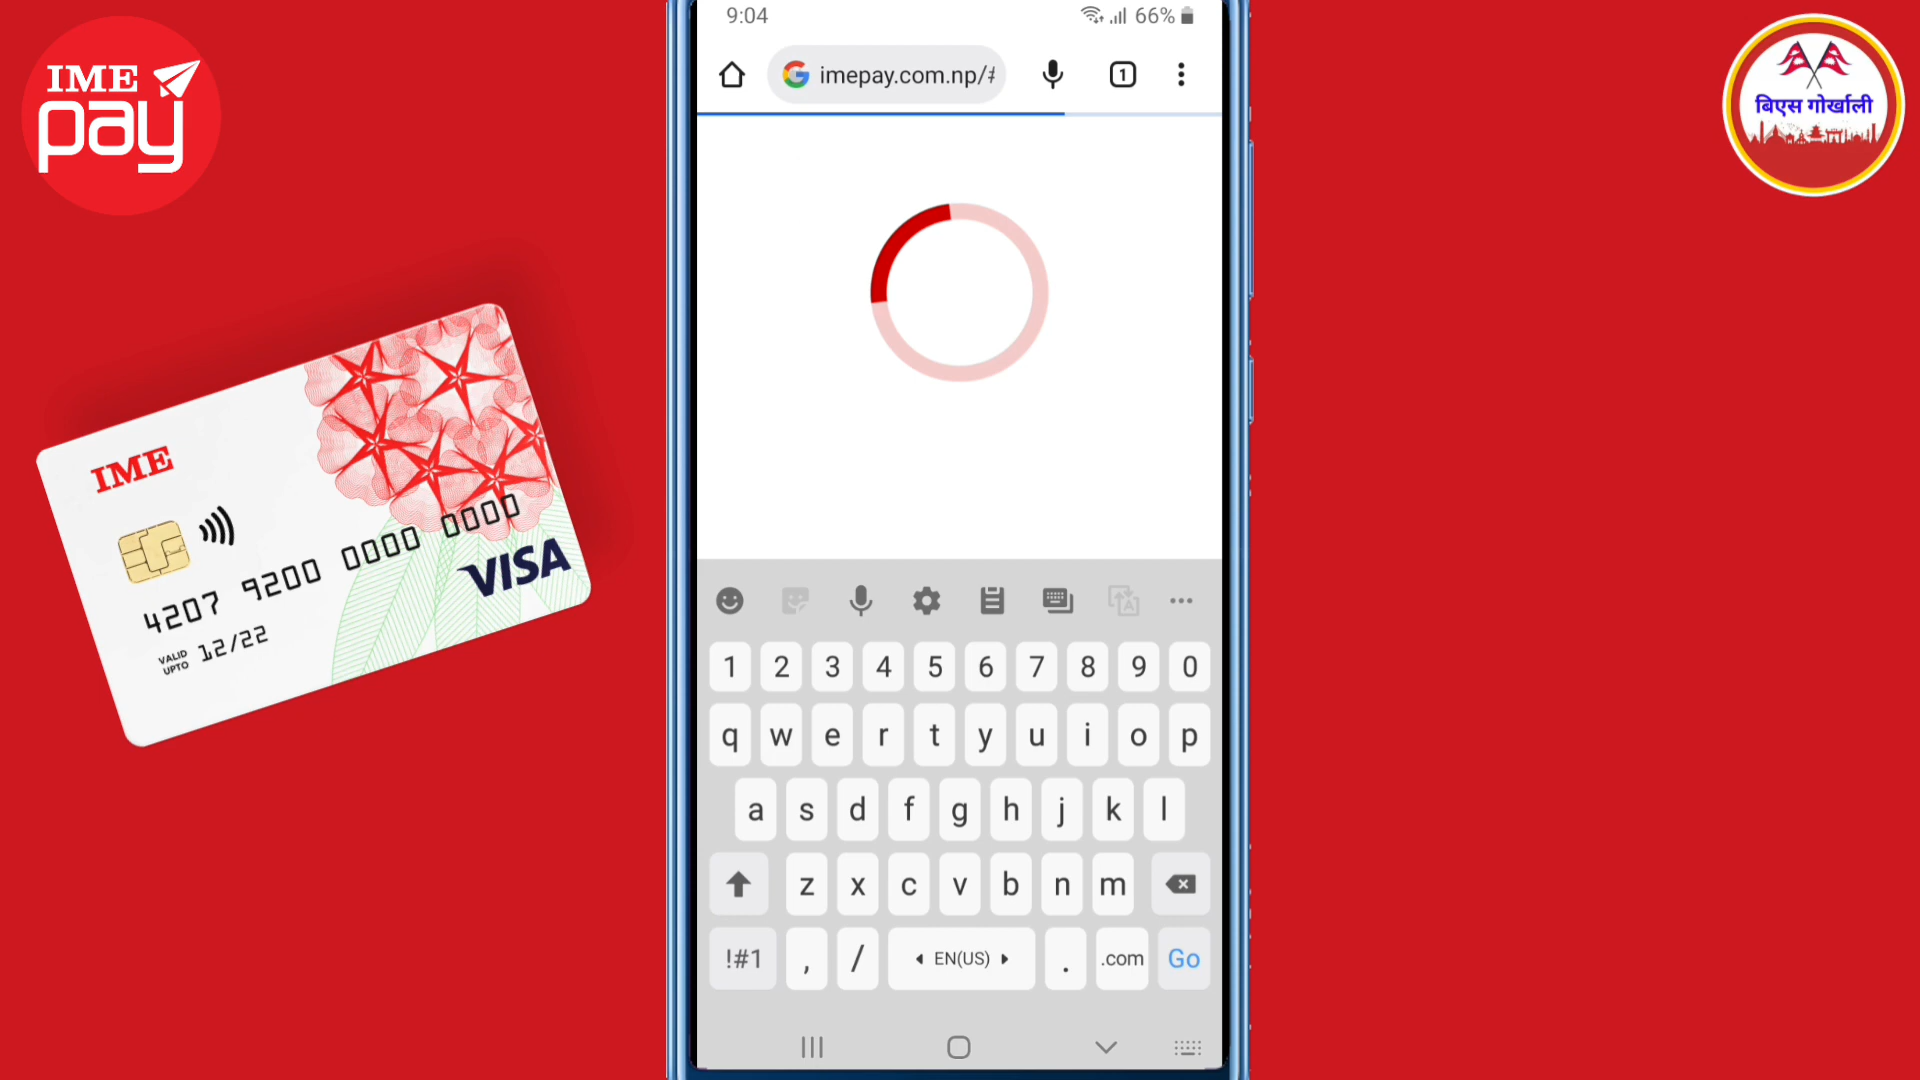 IME
pay
IME
4207 9200 0000 0000
VALID
UPTO 12/22
VISA
9:04
66%
imepay.com.np/#
1
1 2 3 4 5 6 7 8 9 0
q w e r t y u i o p
a s d f g h j k l
z x c v b n m
!#1 , / EN(US) . .com Go
बिएस गोर्खाली